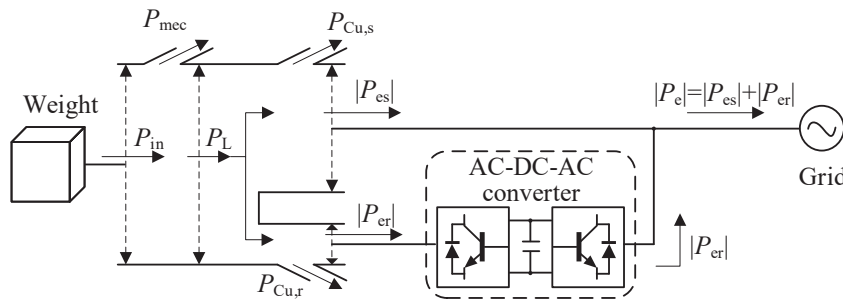 P_mec
P_Cu,s
Weight
|P_es|
|P_e|=|P_es|+|P_er|
P_in
P_L
AC-DC-AC
converter
Grid
|P_er|
|P_er|
P_Cu,r